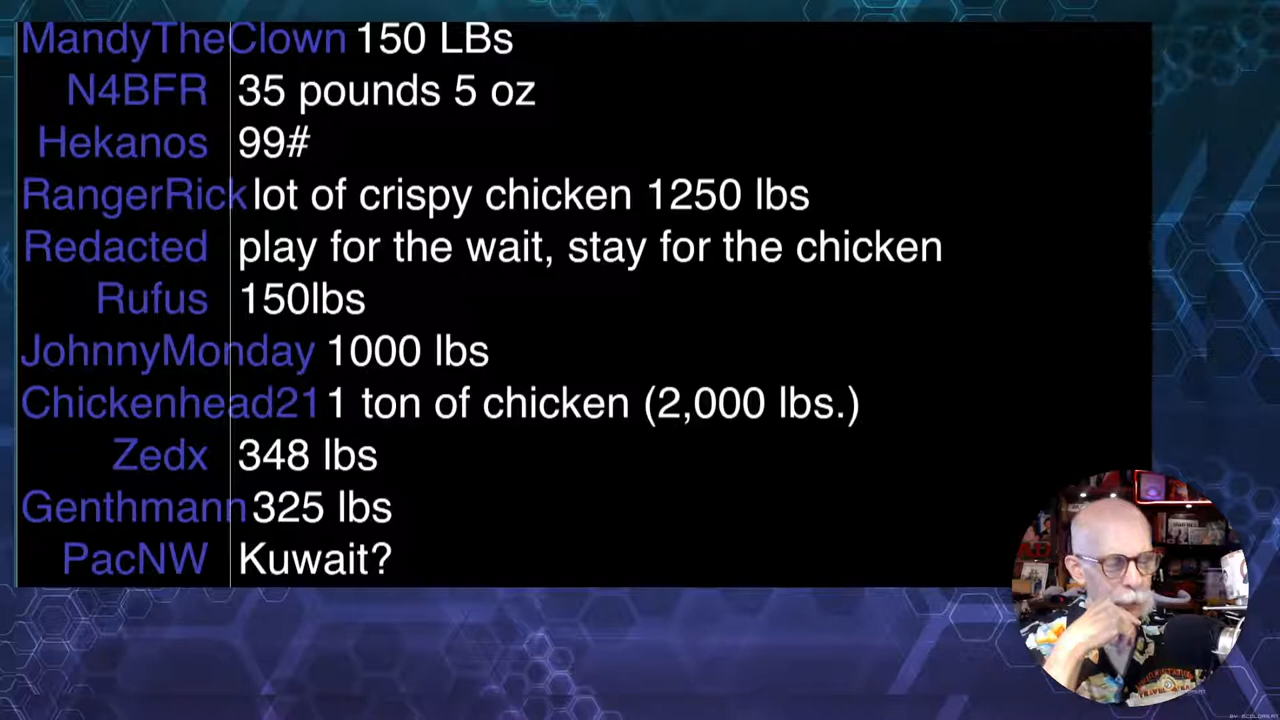 MandyTheClown 150 LBs
N4BFR 35 pounds 5 oz
Hekanos 99#
RangerRick lot of crispy chicken 1250 lbs
Redacted play for the wait, stay for the chicken
Rufus 150lbs
JohnnyMonday 1000 lbs
Chickenhead21 1 ton of chicken (2,000 lbs.)
Zedx 348 lbs
Genthmann 325 lbs
PacNW Kuwait?